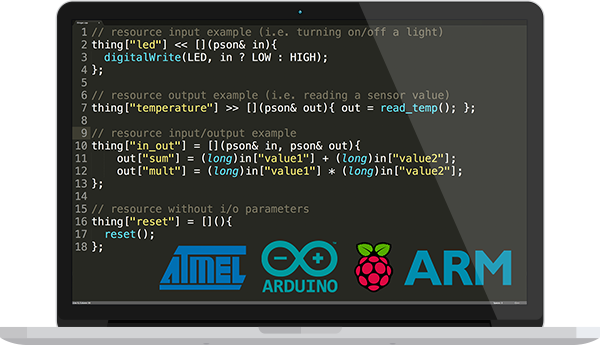 1 // resource input example (i.e. turning on/off a light)
2 thing["led"] << [](pson& in){
3   digitalWrite(LED, in ? LOW : HIGH);
4 };
5
6 // resource output example (i.e. reading a sensor value)
7 thing["temperature"] >> [](pson& out){ out = read_temp(); };
8
9 // resource input/output example
10 thing["in_out"] = [](pson& in, pson& out){
11     out["sum"] = (long)in["value1"] + (long)in["value2"];
12     out["mult"] = (long)in["value1"] * (long)in["value2"];
13 };
14
15 // resource without i/o parameters
16 thing["reset"] = [](){
17   reset();
18 };
ATMEL
ARDUINO
ARM